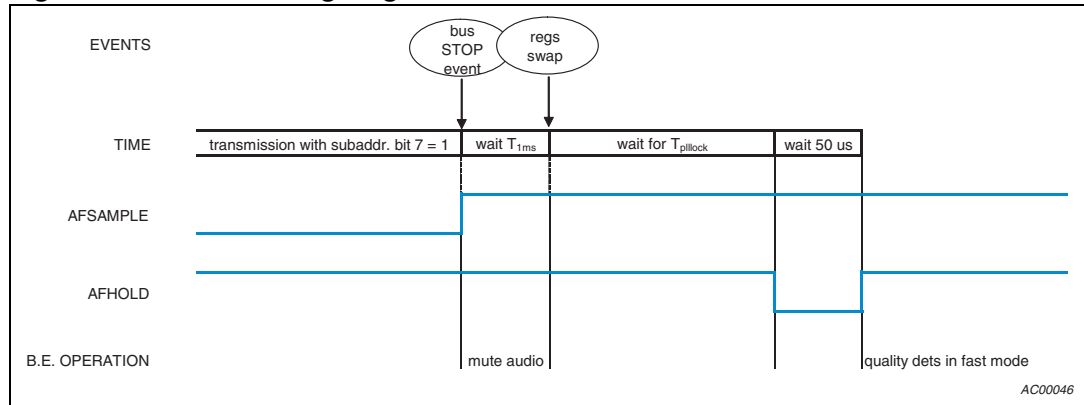 EVENTS
bus
STOP
event
regs
swap
TIME transmission with subaddr. bit 7 = 1 wait T1ms wait for Tplllock wait 50 us
AFSAMPLE
AFHOLD
B.E. OPERATION mute audio quality dets in fast mode
AC00046